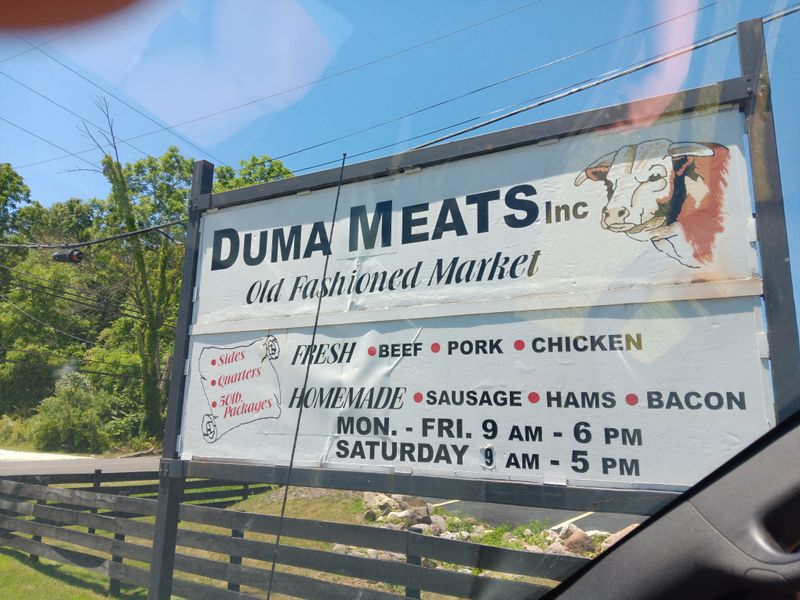 DUMA MEATS Inc
Old Fashioned Market
• Sides
• Quarters
• 50lb. Packages
FRESH • BEEF • PORK • CHICKEN
HOMEMADE • SAUSAGE • HAMS • BACON
MON. - FRI. 9 AM - 6 PM
SATURDAY 9 AM - 5 PM